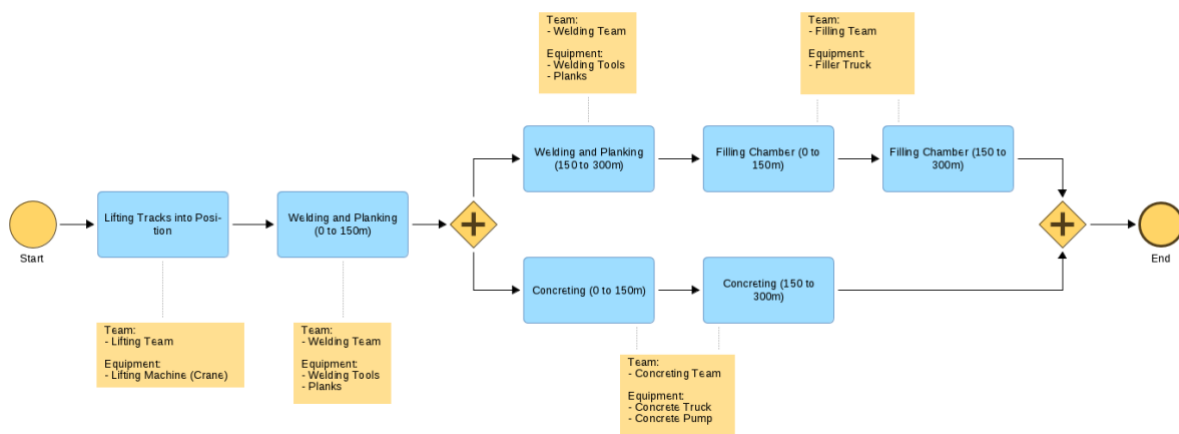 Team:
- Welding Team
Equipment:
- Welding Tools
- Planks
Team:
- Filling Team
Equipment:
- Filler Truck
Welding and Planking
(150 to 300m)
Filling Chamber (0 to
150m)
Filling Chamber (150 to
300m)
Start
Lifting Tracks into Posi-
tion
Welding and Planking
(0 to 150m)
End
Concreting (0 to 150m)
Concreting (150 to
300m)
Team:
- Lifting Team
Equipment:
- Lifting Machine (Crane)
Team:
- Welding Team
Equipment:
- Welding Tools
- Planks
Team:
- Concreting Team
Equipment:
- Concrete Truck
- Concrete Pump